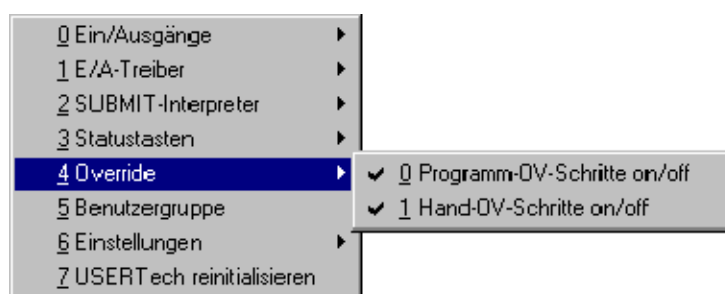 0 Ein/Ausgänge
1 E/A-Treiber
2 SUBMIT-Interpreter
3 Statustasten
4 Override
0 Programm-OV-Schritte on/off
5 Benutzergruppe
1 Hand-OV-Schritte on/off
6 Einstellungen
7 USERTech reinitialisieren